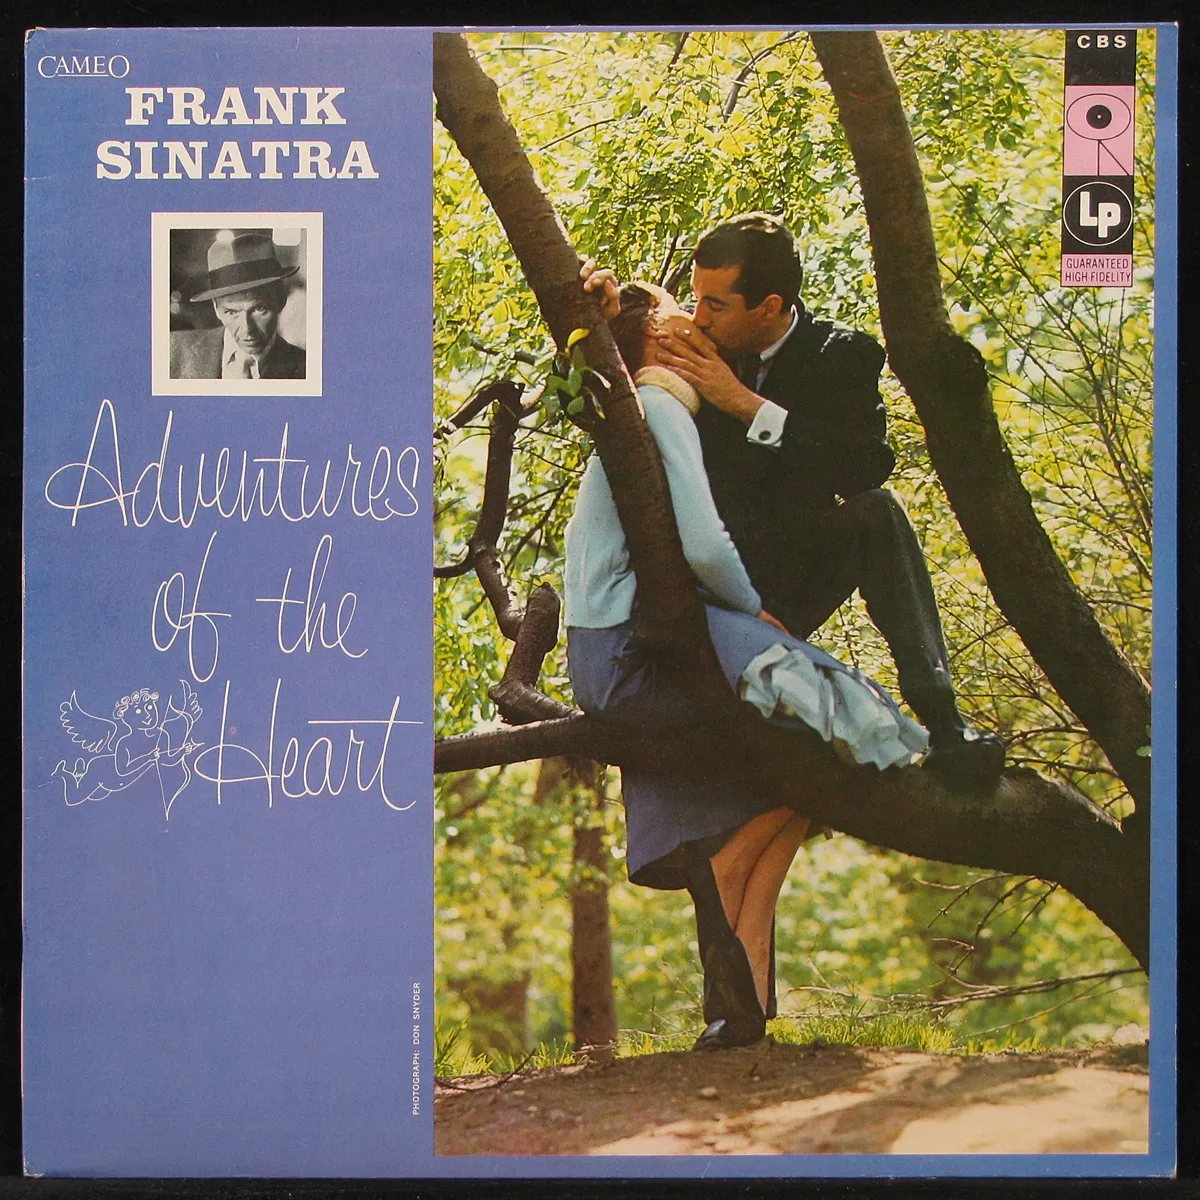 CAMEO
FRANK
SINATRA
Adventures
of the
Heart
PHOTOGRAPH: DON SNYDER
CBS
LP
GUARANTEED
HIGH-FIDELITY